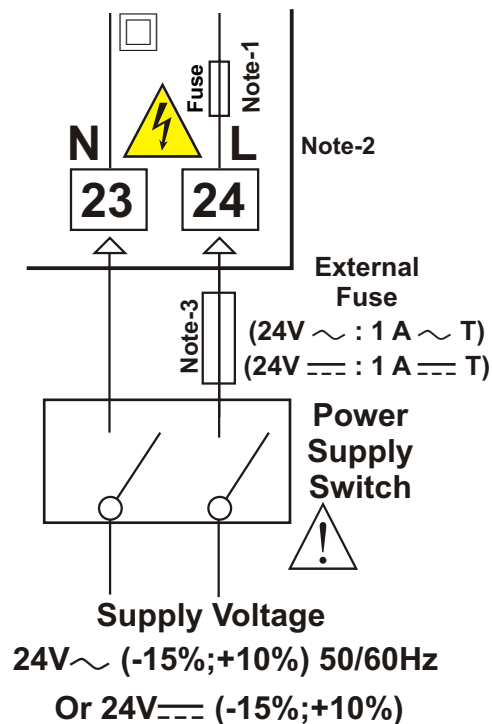 Fuse
Note-1
N
L
Note-2
23
24
External
Fuse
Note-3
(24V ～ : 1 A ～ T)
(24V ⎓ : 1 A ⎓ T)
Power
Supply
Switch
!
Supply Voltage
24V～ (-15%;+10%) 50/60Hz
Or 24V⎓ (-15%;+10%)